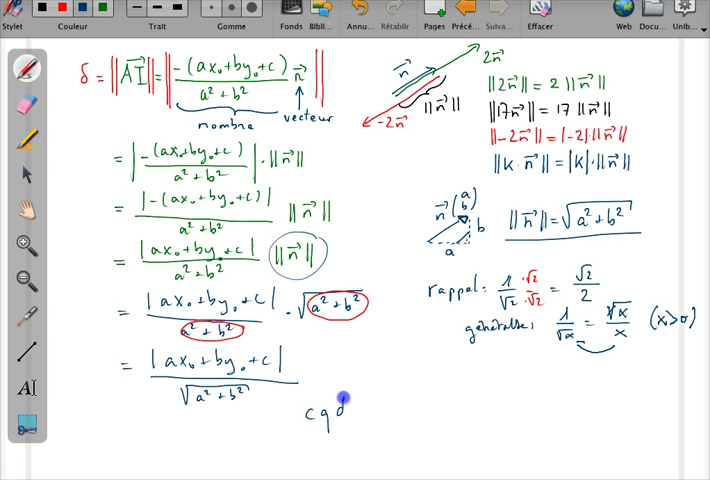 Stylet Couleur Trait Gomme Fonds Bibli... Annu... Rétablir Pages Précé... Suiva... Effacer Web Docu...
δ = ||AI→|| = || -(ax₀+by₀+c) / a²+b² n→ ||
nombre
vecteur
= | -(ax₀+by₀+c) / a²+b² | · ||n→||
= |-(ax₀+by₀+c)| / a²+b² ||n→||
= |ax₀+by₀+c| / a²+b² ||n→||
= |ax₀+by₀+c| / a²+b² · √(a²+b²)
= |ax₀+by₀+c| / √(a²+b²)
c q d
n→ 2n→
||n→||
-2n→
||2n→|| = 2 ||n→||
||17n→|| = 17 ||n→||
||-2n→|| = |-2|·||n→||
||k·n→|| = |k|·||n→||
n→ (a b)
b
a
||n→|| = √(a²+b²)
rappel: 1/√2 ·√2/·√2 = √2/2
généralise: 1/√x = √x/x (x>0)